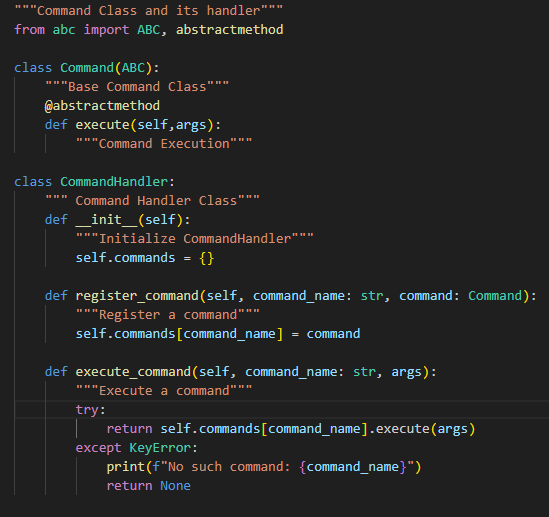 """Command Class and its handler"""
from abc import ABC, abstractmethod
class Command(ABC):
"""Base Command Class"""
@abstractmethod
def execute(self,args):
"""Command Execution"""
class CommandHandler:
""" Command Handler Class"""
def __init__(self):
"""Initialize CommandHandler"""
self.commands = {}
def register_command(self, command_name: str, command: Command):
"""Register a command"""
self.commands[command_name] = command
def execute_command(self, command_name: str, args):
"""Execute a command"""
try:
return self.commands[command_name].execute(args)
except KeyError:
print(f"No such command: {command_name}")
return None